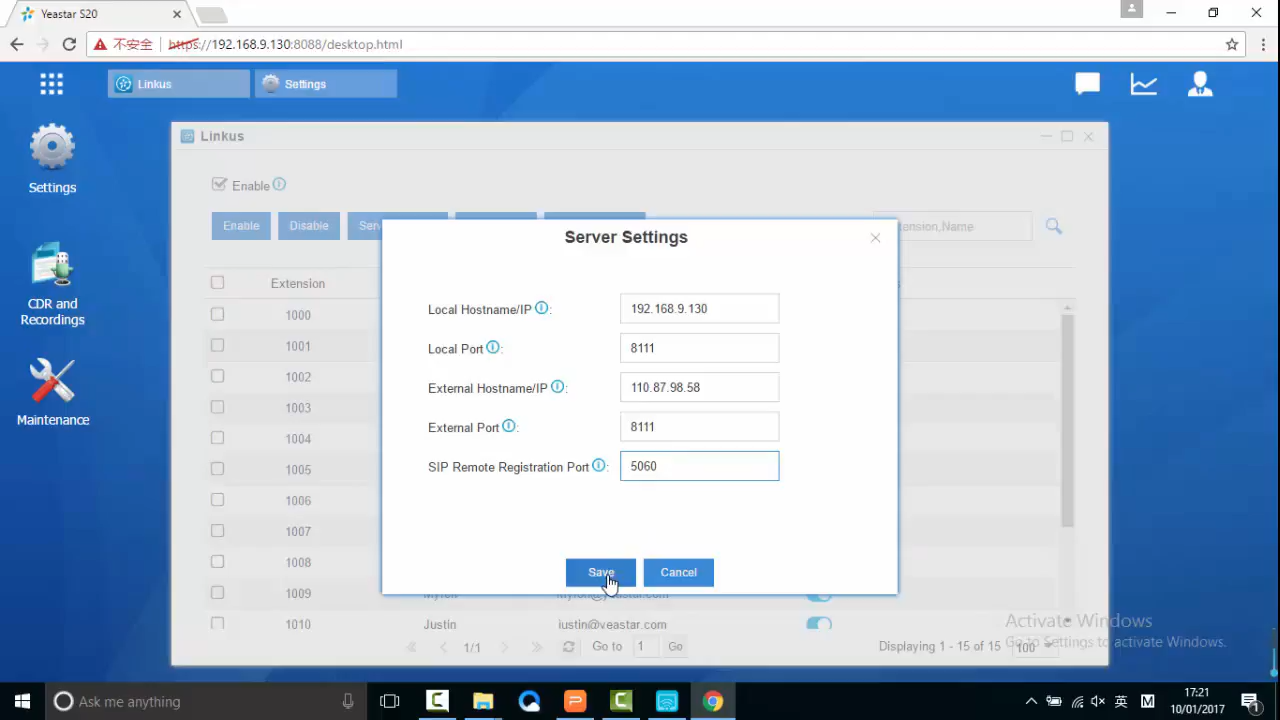 Yeastar S20
不安全 https://192.168.9.130:8088/desktop.html
Linkus
Settings
Settings
CDR and
Recordings
Maintenance
Linkus
Enable
Enable
Disable
Extension
1000
1001
1002
1003
1004
1005
1006
1007
1008
1009
1010 Justin justin@yeastar.com
1/1 Go to 1 Go
Displaying 1 - 15 of 15 100
Server Settings
Local Hostname/IP : 192.168.9.130
Local Port : 8111
External Hostname/IP : 110.87.98.58
External Port : 8111
SIP Remote Registration Port : 5060
Save
Cancel
Activate Windows
Go to Settings to activate Windows.
Ask me anything
英
M
17:21
10/01/2017
1